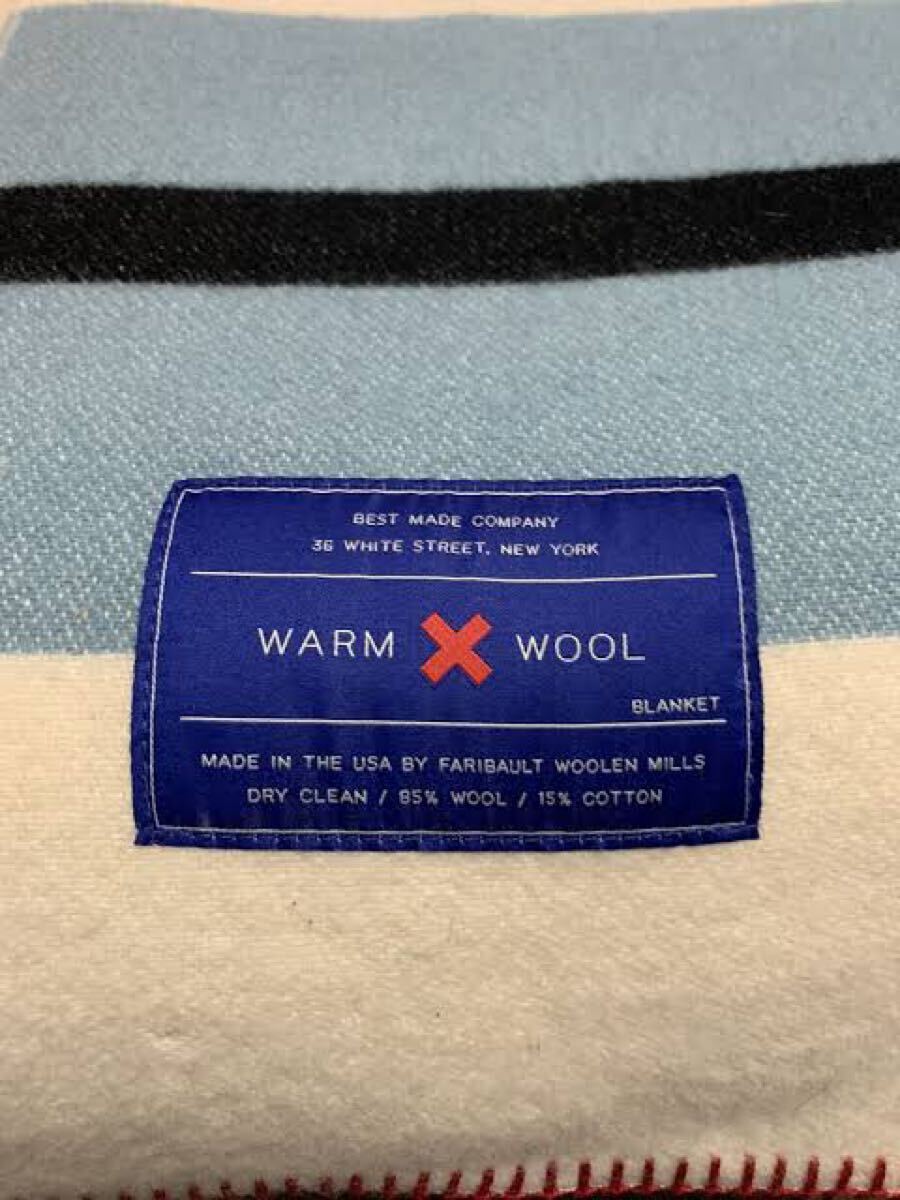 BEST MADE COMPANY
36 WHITE STREET, NEW YORK
WARM X WOOL
BLANKET
MADE IN THE USA BY FARIBAULT WOOLEN MILLS
DRY CLEAN / 85% WOOL / 15% COTTON